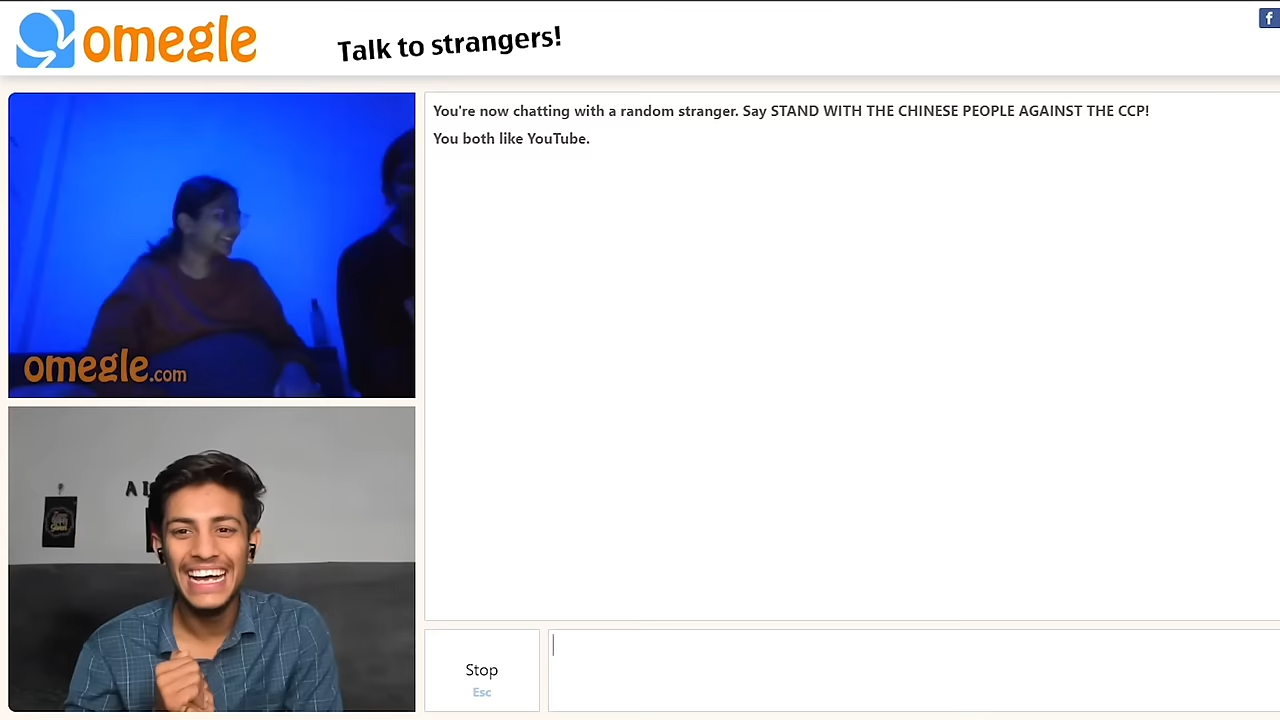 omegle
Talk to strangers!
f
You're now chatting with a random stranger. Say STAND WITH THE CHINESE PEOPLE AGAINST THE CCP!
You both like YouTube.
omegle.com
Stop
Esc